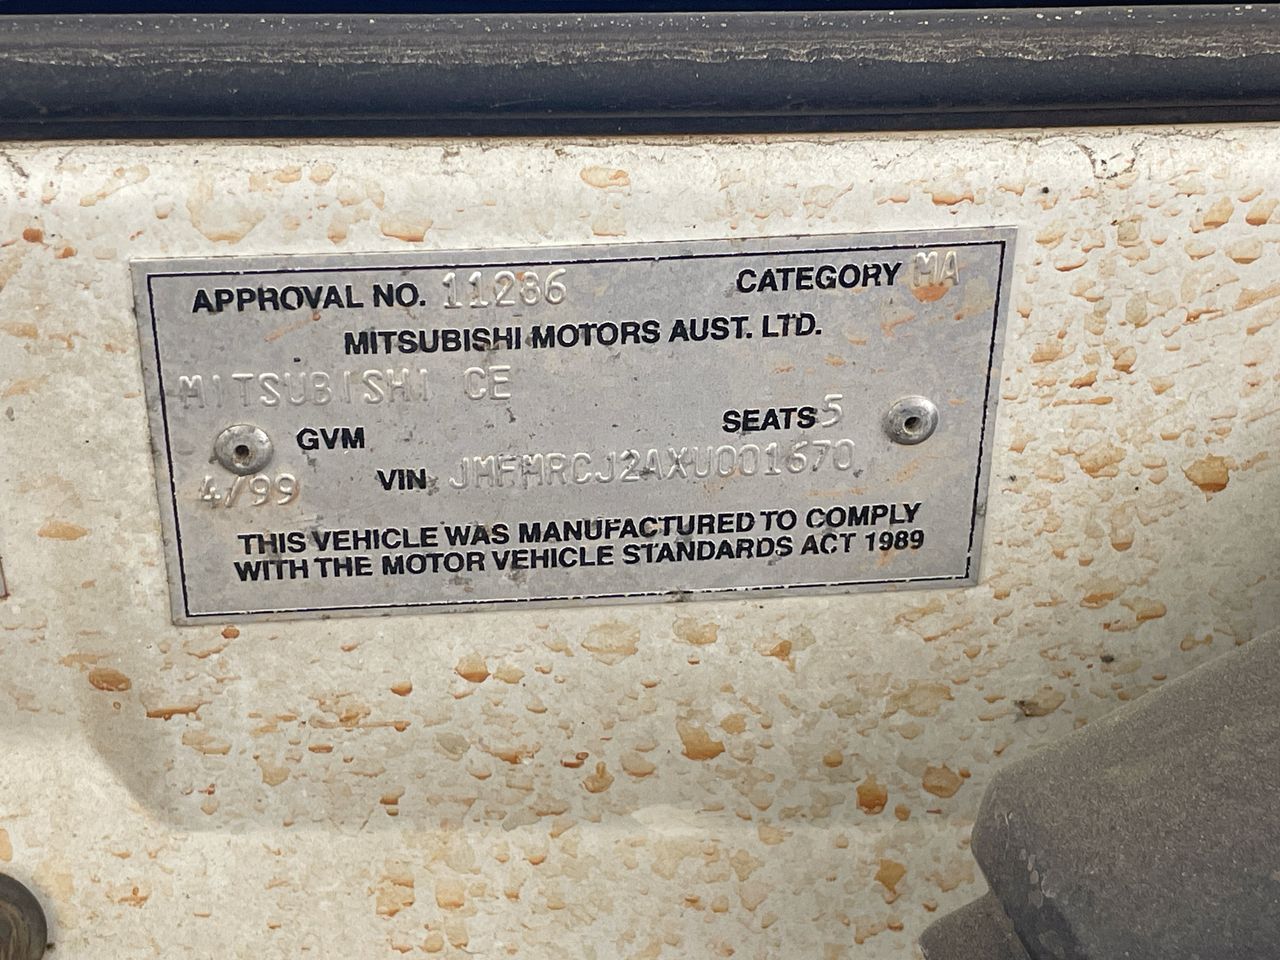 APPROVAL NO. 11286 CATEGORY MA
MITSUBISHI MOTORS AUST. LTD.
MITSUBISHI CE
GVM SEATS 5
4/99 VIN JMFMRCJ2AXU001670
THIS VEHICLE WAS MANUFACTURED TO COMPLY
WITH THE MOTOR VEHICLE STANDARDS ACT 1989